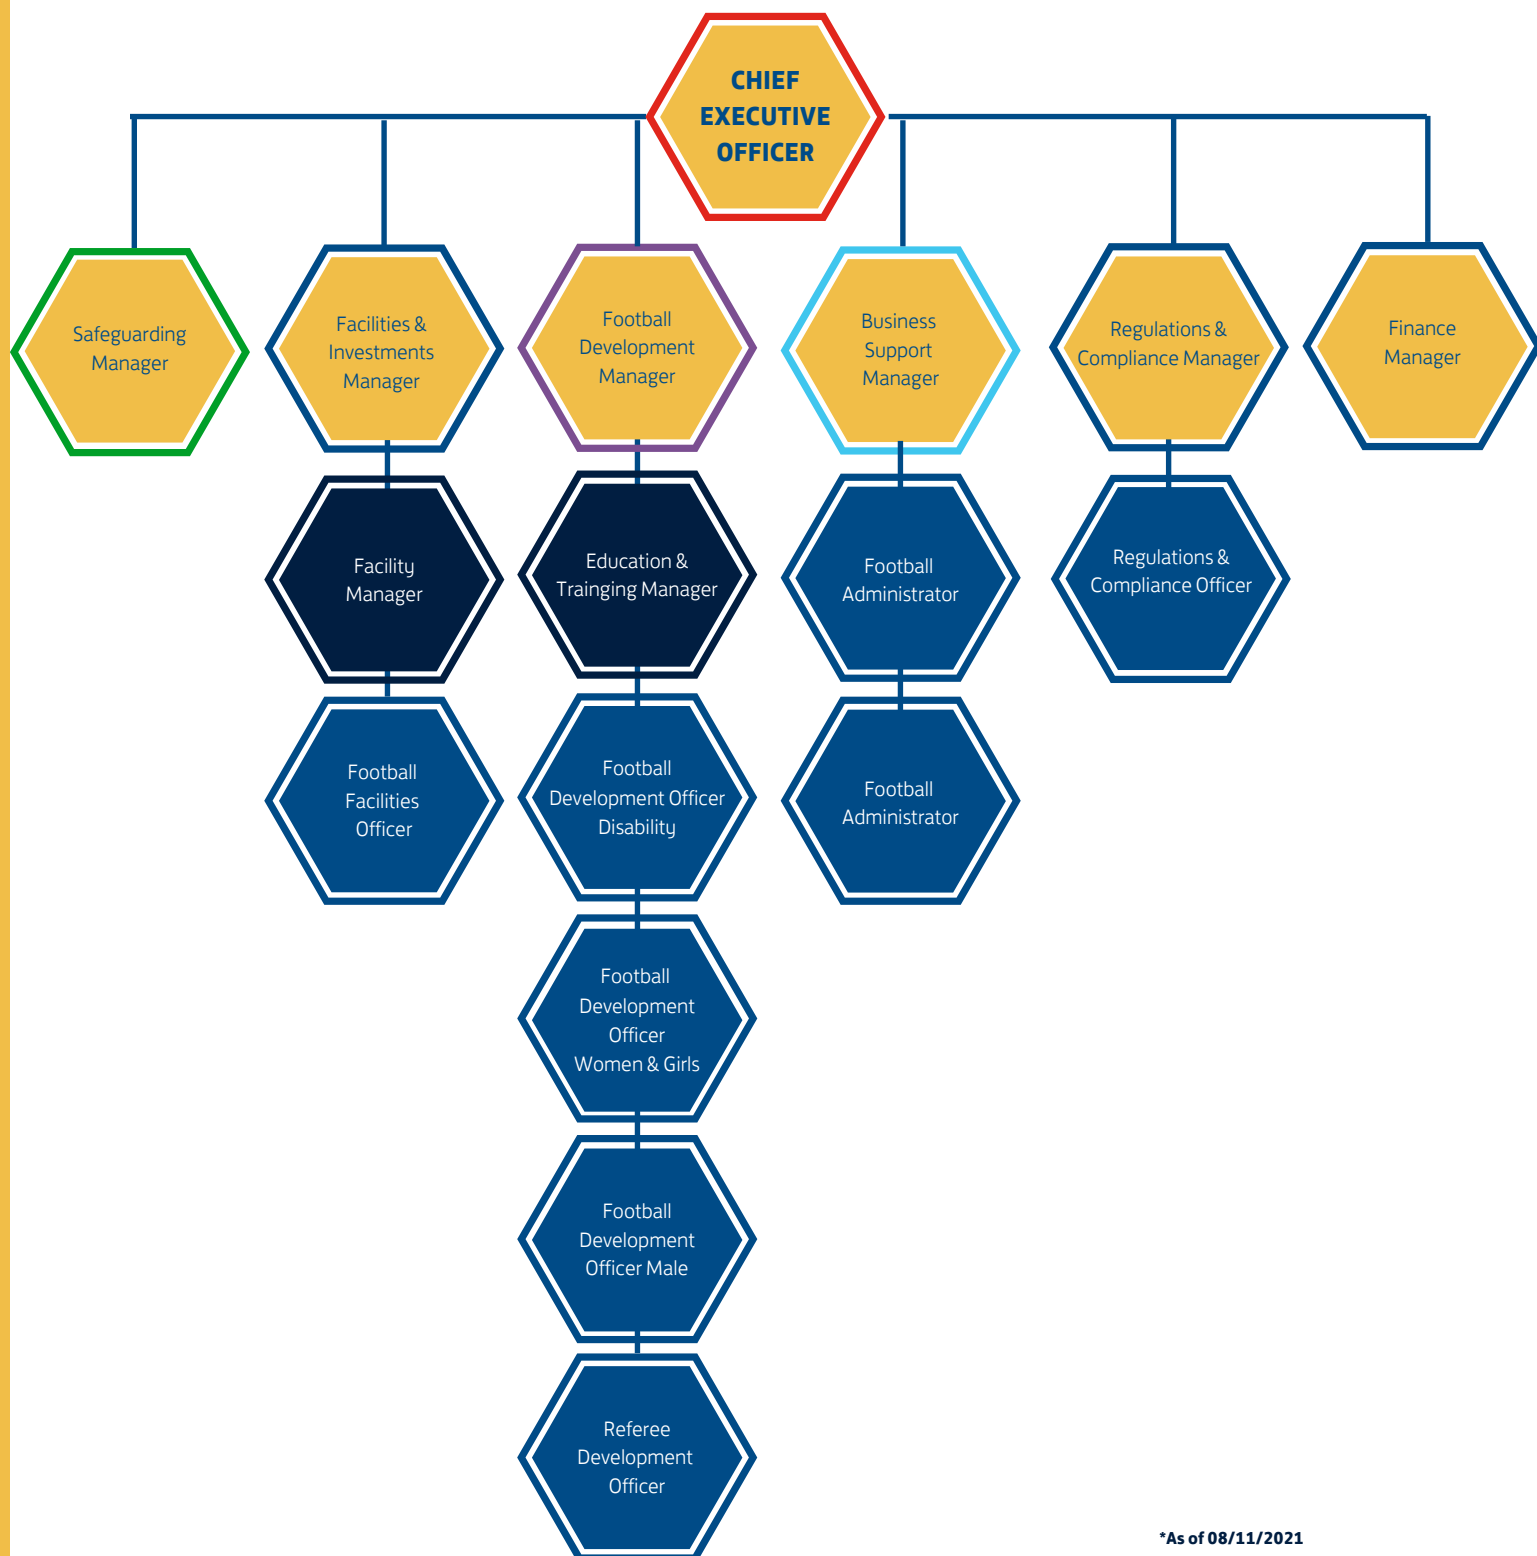 CHIEF
EXECUTIVE
OFFICER
Safeguarding
Manager
Facilities &
Investments
Manager
Football
Development
Manager
Business
Support
Manager
Regulations &
Compliance Manager
Finance
Manager
Facility
Manager
Education &
Trainging Manager
Football
Administrator
Regulations &
Compliance Officer
Football
Facilities
Officer
Football
Development Officer
Disability
Football
Administrator
Football
Development
Officer
Women & Girls
Football
Development
Officer Male
Referee
Development
Officer
*As of 08/11/2021